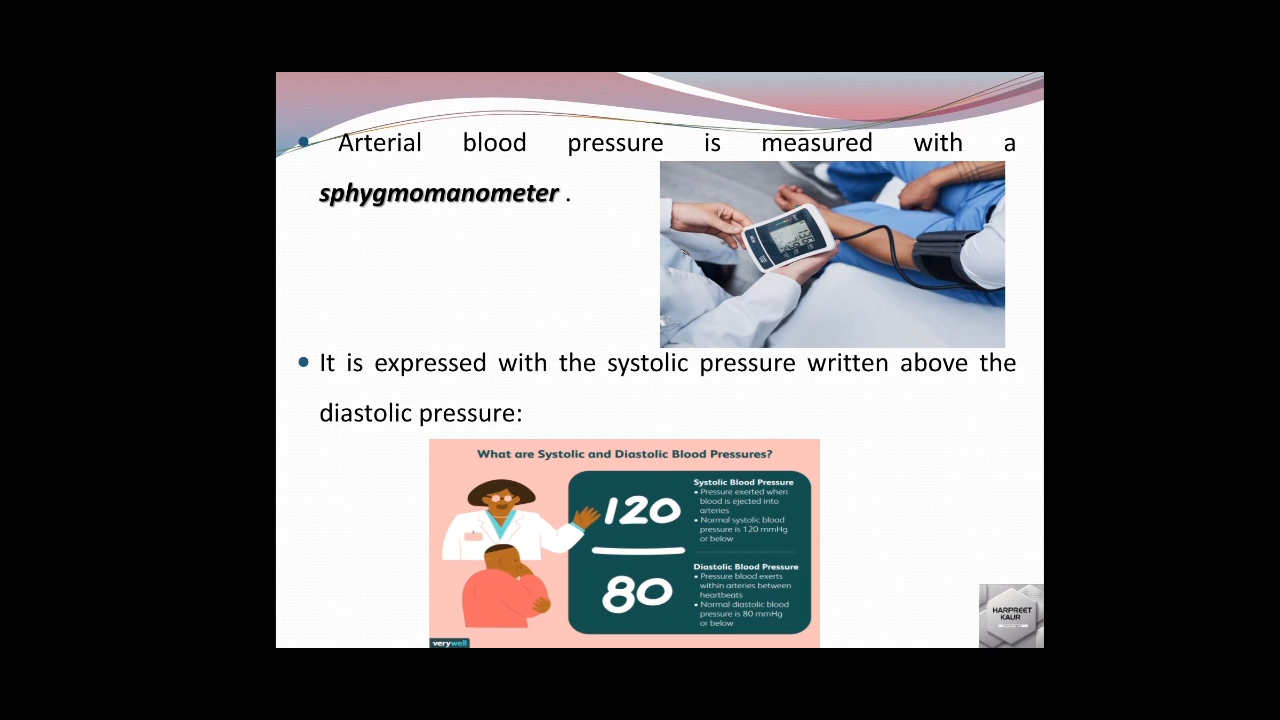 • Arterial blood pressure is measured with a
sphygmomanometer .
• It is expressed with the systolic pressure written above the
diastolic pressure:
What are Systolic and Diastolic Blood Pressures?
120
80
Systolic Blood Pressure
• Pressure exerted when
blood is ejected into
arteries
• Normal systolic blood
pressure is 120 mmHg
or below
Diastolic Blood Pressure
• Pressure blood exerts
within arteries between
heartbeats
• Normal diastolic blood
pressure is 80 mmHg
or below
verywell
HARPREET
KAUR